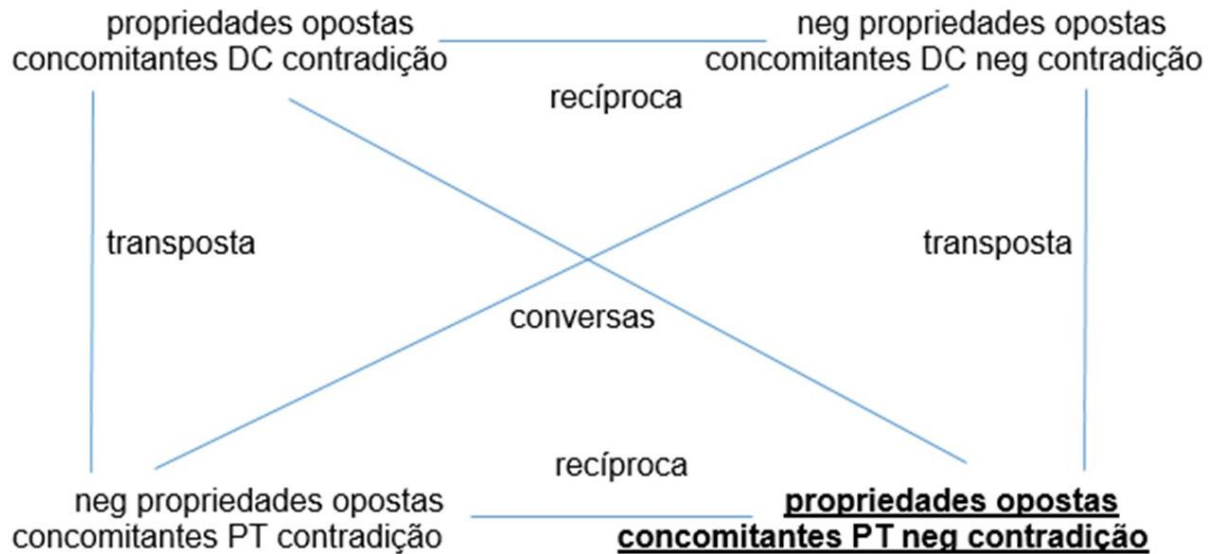 propriedades opostas
concomitantes DC contradição
neg propriedades opostas
concomitantes DC neg contradição
recíproca
transposta
transposta
conversas
recíproca
neg propriedades opostas
concomitantes PT contradição
propriedades opostas
concomitantes PT neg contradição